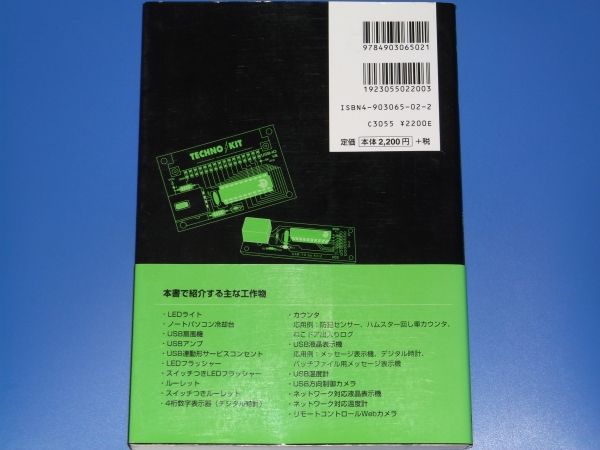 9784903065021
1923055022003
ISBN4-903065-02-2
C3055 ¥2200E
定価 本体2,200円 +税
TECHNO KIT
本書で紹介する主な工作物
・LEDライト
・ノートパソコン冷却台
・USB扇風機
・USBアンプ
・USB連動形サービスコンセント
・LEDフラッシャー
・スイッチつきLEDフラッシャー
・ルーレット
・スイッチつきルーレット
・4桁数字表示器（デジタル時計）
・カウンタ
応用例：防犯センサー、ハムスター回し車カウンタ、
ねこドア出入りログ
・USB液晶表示機
応用例：メッセージ表示機、デジタル時計、
バッチファイル用メッセージ表示機
・USB温度計
・USB方向制御カメラ
・ネットワーク対応液晶表示機
・ネットワーク対応温度計
・リモートコントロールWebカメラ